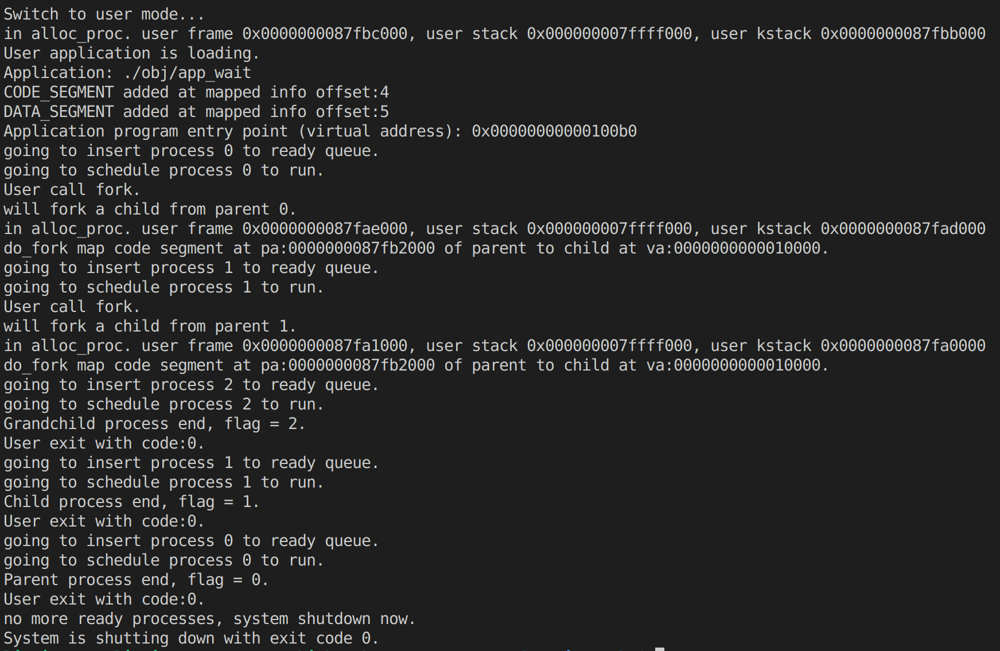 Switch to user mode...
in alloc_proc. user frame 0x0000000087fbc000, user stack 0x000000007ffff000, user kstack 0x0000000087fbb000
User application is loading.
Application: ./obj/app_wait
CODE_SEGMENT added at mapped info offset:4
DATA_SEGMENT added at mapped info offset:5
Application program entry point (virtual address): 0x00000000000100b0
going to insert process 0 to ready queue.
going to schedule process 0 to run.
User call fork.
will fork a child from parent 0.
in alloc_proc. user frame 0x0000000087fae000, user stack 0x000000007ffff000, user kstack 0x0000000087fad000
do_fork map code segment at pa:0000000087fb2000 of parent to child at va:0000000000010000.
going to insert process 1 to ready queue.
going to schedule process 1 to run.
User call fork.
will fork a child from parent 1.
in alloc_proc. user frame 0x0000000087fa1000, user stack 0x000000007ffff000, user kstack 0x0000000087fa0000
do_fork map code segment at pa:0000000087fb2000 of parent to child at va:0000000000010000.
going to insert process 2 to ready queue.
going to schedule process 2 to run.
Grandchild process end, flag = 2.
User exit with code:0.
going to insert process 1 to ready queue.
going to schedule process 1 to run.
Child process end, flag = 1.
User exit with code:0.
going to insert process 0 to ready queue.
going to schedule process 0 to run.
Parent process end, flag = 0.
User exit with code:0.
no more ready processes, system shutdown now.
System is shutting down with exit code 0.